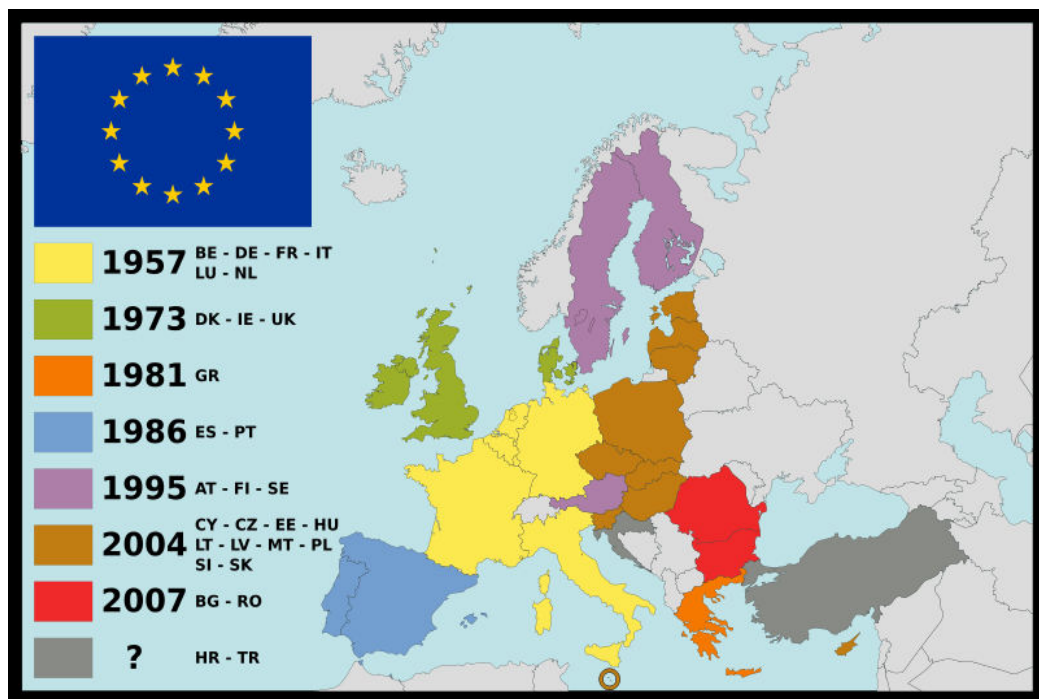 1957 BE - DE - FR - IT
LU - NL
1973 DK - IE - UK
1981 GR
1986 ES - PT
1995 AT - FI - SE
2004 CY - CZ - EE - HU
LT - LV - MT - PL
SI - SK
2007 BG - RO
? HR - TR